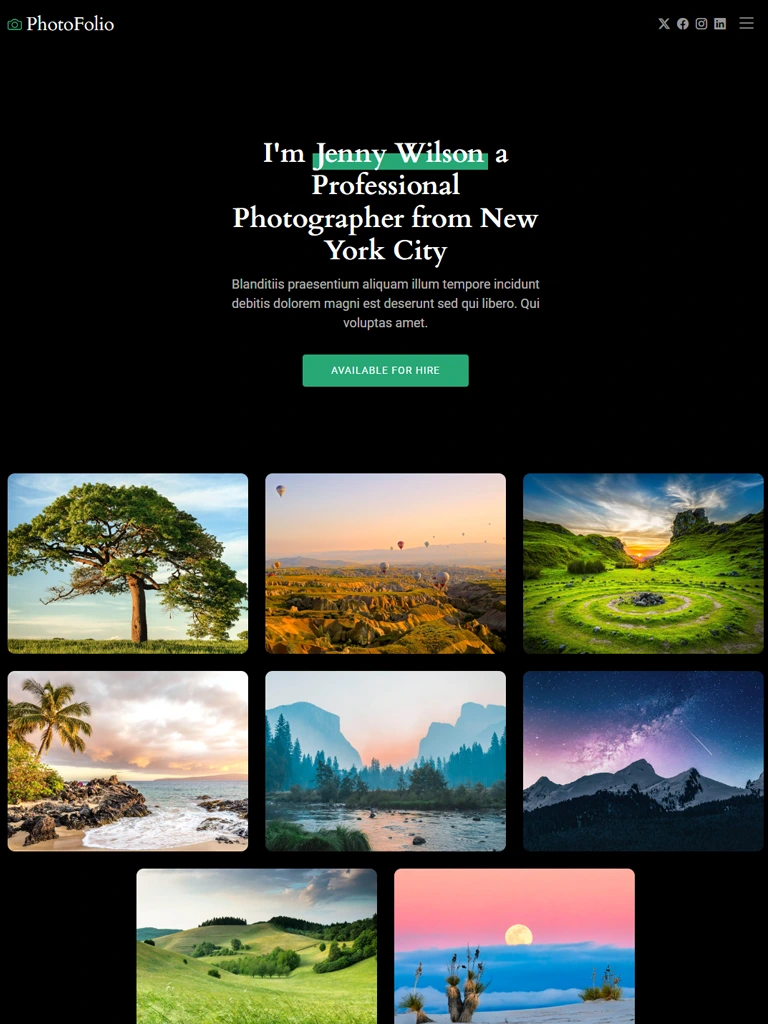 PhotoFolio
I'm Jenny Wilson a
Professional
Photographer from New
York City
Blanditiis praesentium aliquam illum tempore incidunt
debitis dolorem magni est deserunt sed qui libero. Qui
voluptas amet.
AVAILABLE FOR HIRE